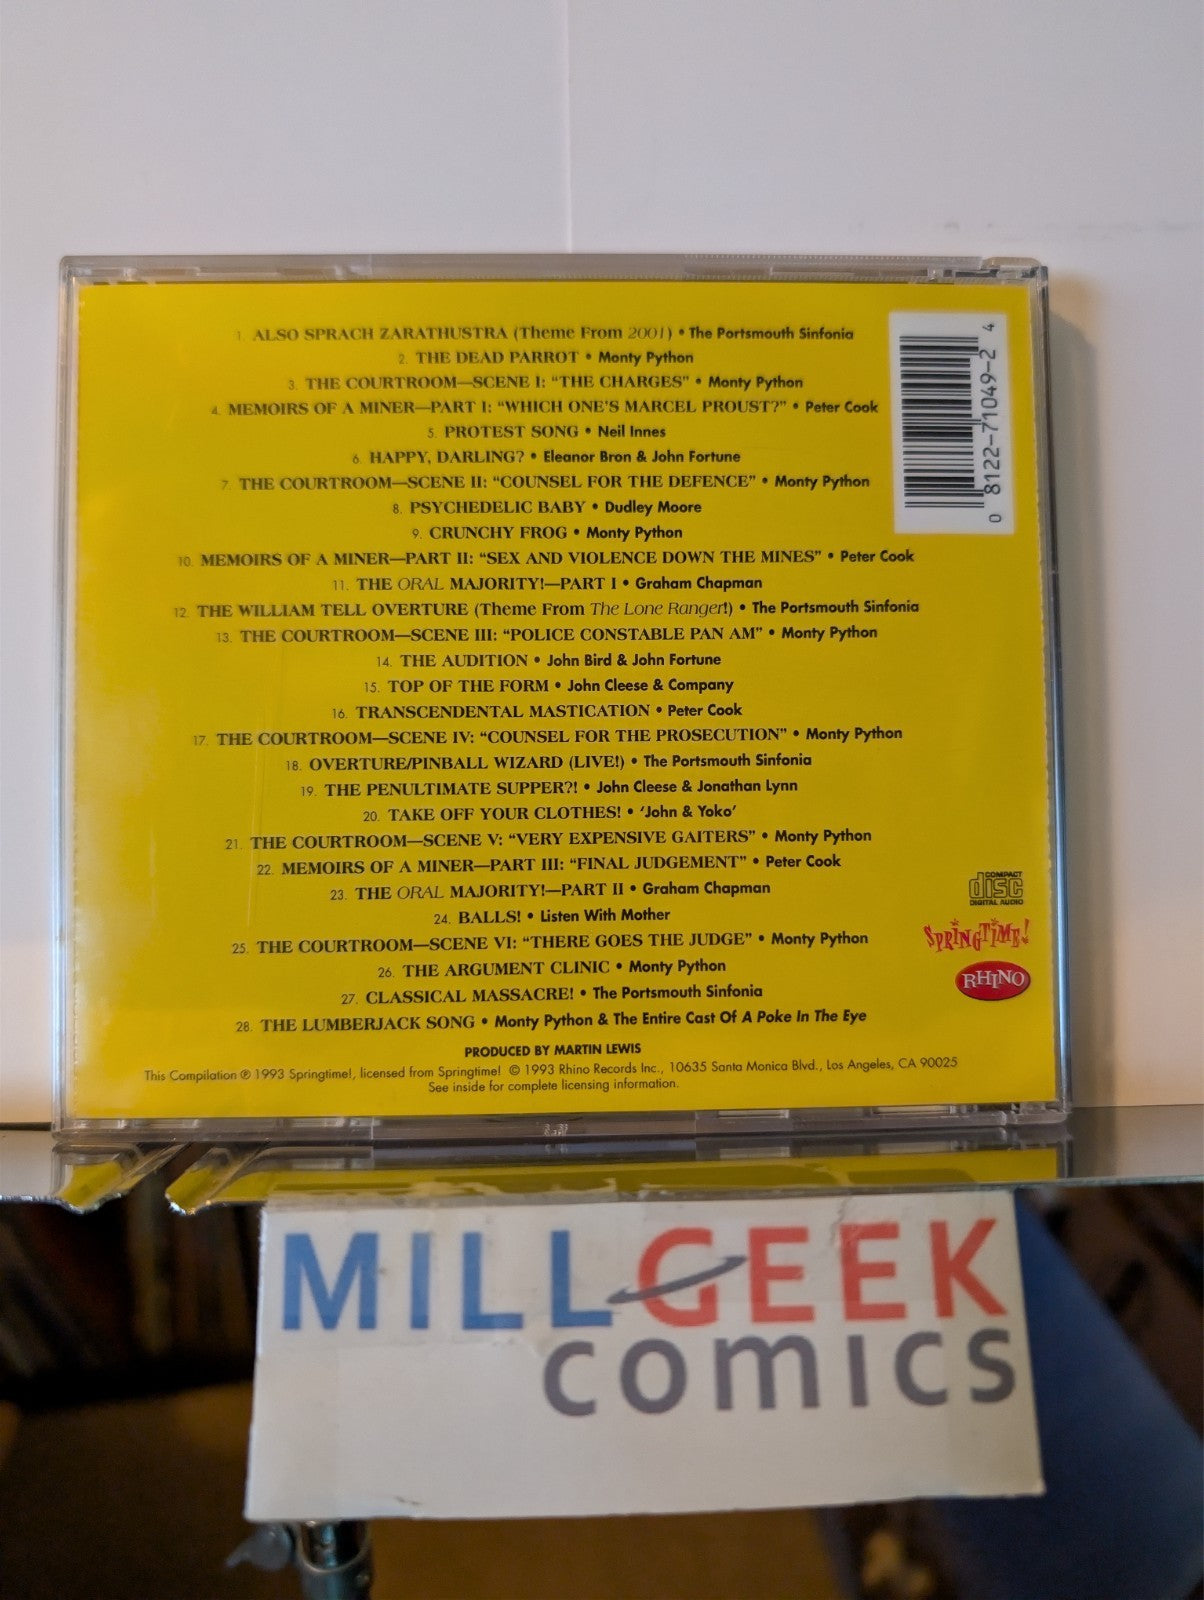 1. ALSO SPRACH ZARATHUSTRA (Theme From 2001) • The Portsmouth Sinfonia
2. THE DEAD PARROT • Monty Python
3. THE COURTROOM—SCENE I: “THE CHARGES” • Monty Python
4. MEMOIRS OF A MINER—PART I: “WHICH ONE'S MARCEL PROUST?” • Peter Cook
5. PROTEST SONG • Neil Innes
6. HAPPY, DARLING? • Eleanor Bron & John Fortune
7. THE COURTROOM—SCENE II: “COUNSEL FOR THE DEFENCE” • Monty Python
8. PSYCHEDELIC BABY • Dudley Moore
9. CRUNCHY FROG • Monty Python
10. MEMOIRS OF A MINER—PART II: “SEX AND VIOLENCE DOWN THE MINES” • Peter Cook
11. THE ORAL MAJORITY!—PART I • Graham Chapman
12. THE WILLIAM TELL OVERTURE (Theme From The Lone Ranger!) • The Portsmouth Sinfonia
13. THE COURTROOM—SCENE III: “POLICE CONSTABLE PAN AM” • Monty Python
14. THE AUDITION • John Bird & John Fortune
15. TOP OF THE FORM • John Cleese & Company
16. TRANSCENDENTAL MASTICATION • Peter Cook
17. THE COURTROOM—SCENE IV: “COUNSEL FOR THE PROSECUTION” • Monty Python
18. OVERTURE/PINBALL WIZARD (LIVE!) • The Portsmouth Sinfonia
19. THE PENULTIMATE SUPPER?! • John Cleese & Jonathan Lynn
20. TAKE OFF YOUR CLOTHES! • ‘John & Yoko’
21. THE COURTROOM—SCENE V: “VERY EXPENSIVE GAITERS” • Monty Python
22. MEMOIRS OF A MINER—PART III: “FINAL JUDGEMENT” • Peter Cook
23. THE ORAL MAJORITY!—PART II • Graham Chapman
24. BALLS! • Listen With Mother
25. THE COURTROOM—SCENE VI: “THERE GOES THE JUDGE” • Monty Python
26. THE ARGUMENT CLINIC • Monty Python
27. CLASSICAL MASSACRE! • The Portsmouth Sinfonia
28. THE LUMBERJACK SONG • Monty Python & The Entire Cast Of A Poke In The Eye
PRODUCED BY MARTIN LEWIS
This Compilation ℗ 1993 Springtime!, licensed from Springtime! © 1993 Rhino Records Inc., 10635 Santa Monica Blvd., Los Angeles, CA 90025
See inside for complete licensing information.
0 8122-71049-2 4
COMPACT
disc
DIGITAL AUDIO
SPRINGTIME!
RHINO
MILLGEEK
comics